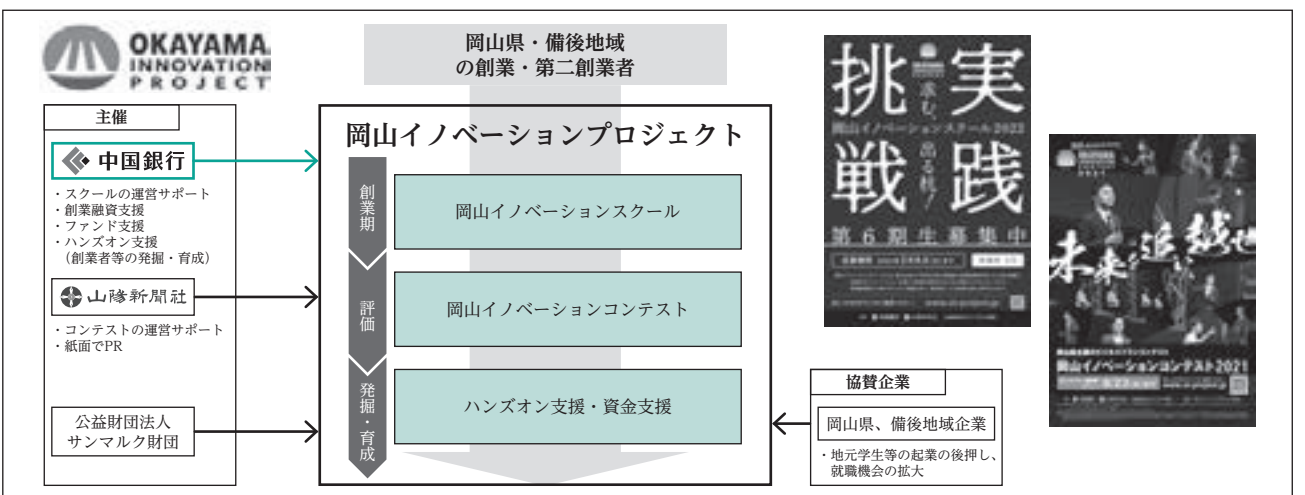 OKAYAMA
INNOVATION
PROJECT
岡山県・備後地域
の創業・第二創業者
主催
中国銀行
・スクールの運営サポート
・創業融資支援
・ファンド支援
・ハンズオン支援
（創業者等の発掘・育成）
山陽新聞社
・コンテストの運営サポート
・紙面でPR
公益財団法人
サンマルク財団
岡山イノベーションプロジェクト
創業期
岡山イノベーションスクール
評価
岡山イノベーションコンテスト
発掘・育成
ハンズオン支援・資金支援
協賛企業
岡山県、備後地域企業
・地元学生等の起業の後押し、
就職機会の拡大
挑戦
実践
求む、
出る杭！
岡山イノベーションスクール2022
第6期生募集中
未来を追い越せ
岡山イノベーションコンテスト2021